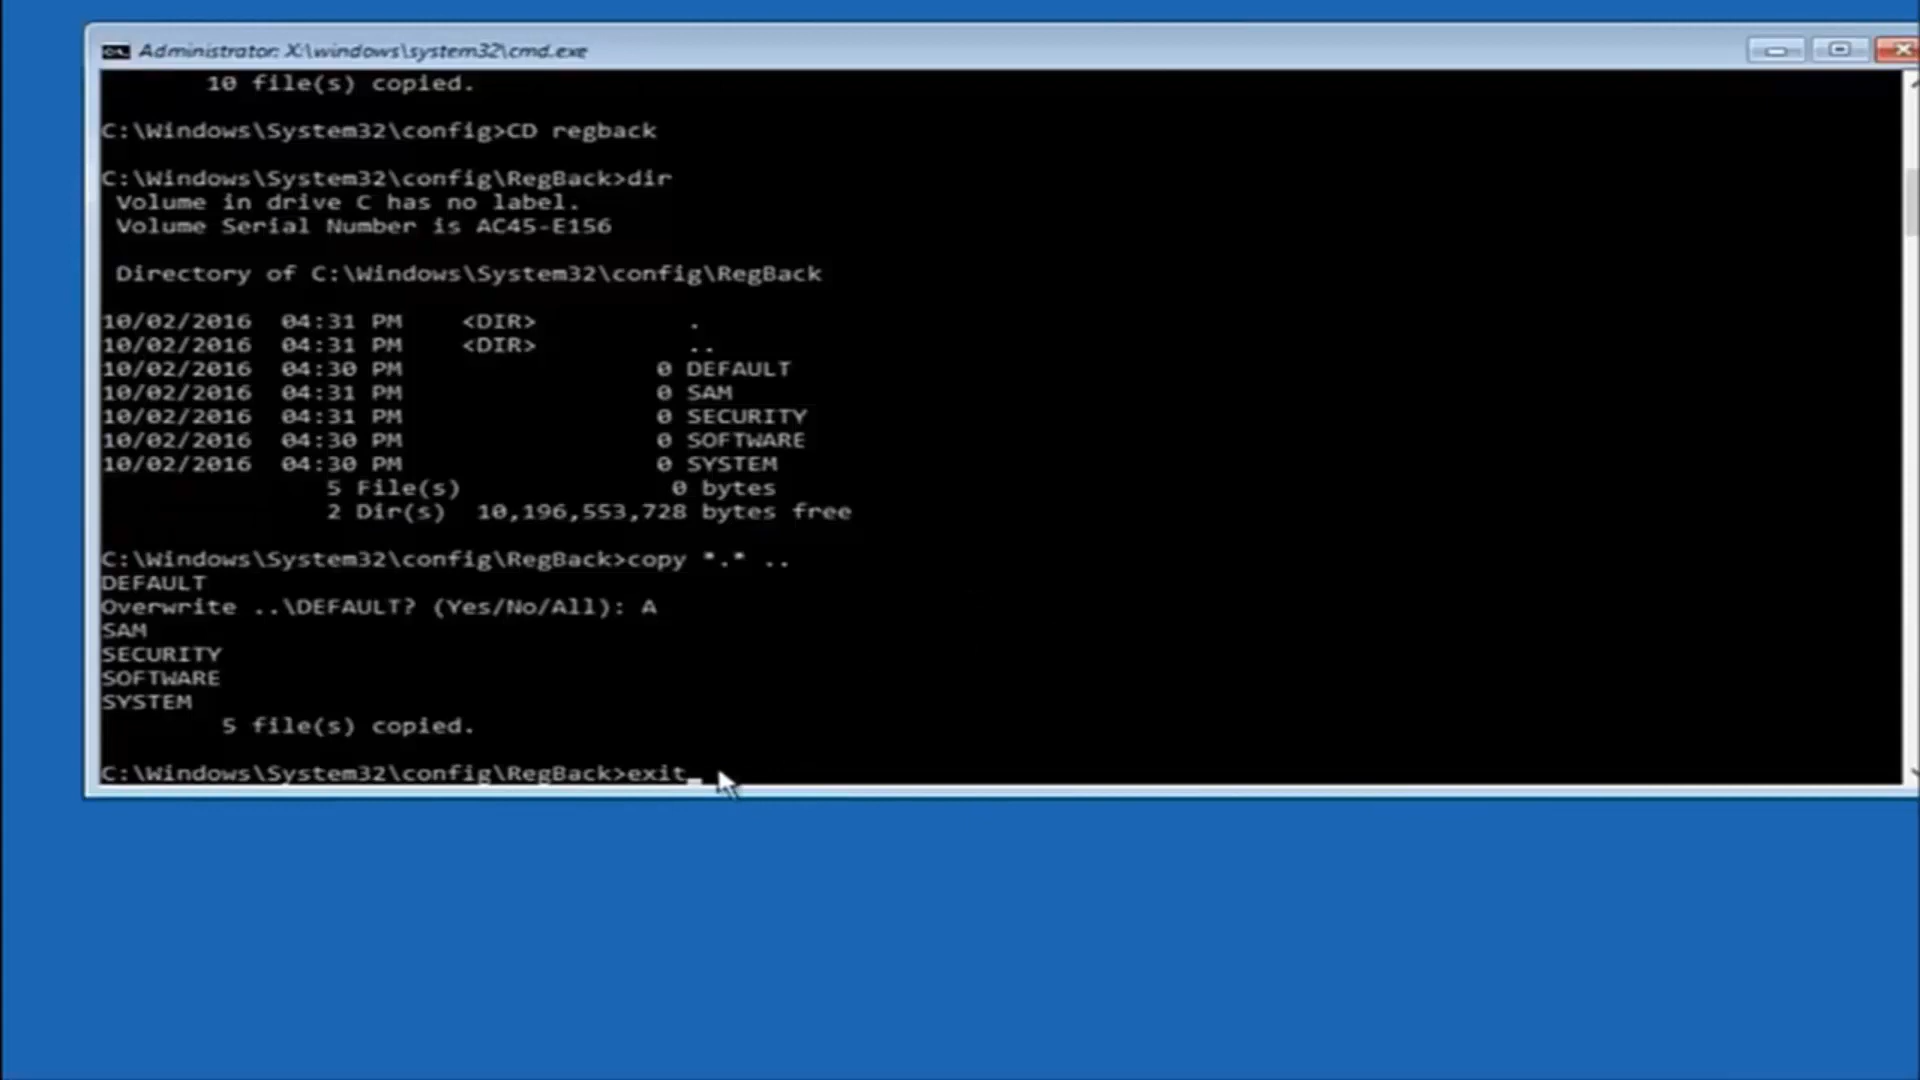 Administrator: X:\windows\system32\cmd.exe
10 file(s) copied.
C:\Windows\System32\config>CD regback
C:\Windows\System32\config\RegBack>dir
Volume in drive C has no label.
Volume Serial Number is AC45-E156
Directory of C:\Windows\System32\config\RegBack
10/02/2016 04:31 PM <DIR> .
10/02/2016 04:31 PM <DIR> ..
10/02/2016 04:30 PM 0 DEFAULT
10/02/2016 04:31 PM 0 SAM
10/02/2016 04:31 PM 0 SECURITY
10/02/2016 04:30 PM 0 SOFTWARE
10/02/2016 04:30 PM 0 SYSTEM
5 File(s) 0 bytes
2 Dir(s) 10,196,553,728 bytes free
C:\Windows\System32\config\RegBack>copy *.* ..
DEFAULT
Overwrite ..\DEFAULT? (Yes/No/All): A
SAM
SECURITY
SOFTWARE
SYSTEM
5 file(s) copied.
C:\Windows\System32\config\RegBack>exit_